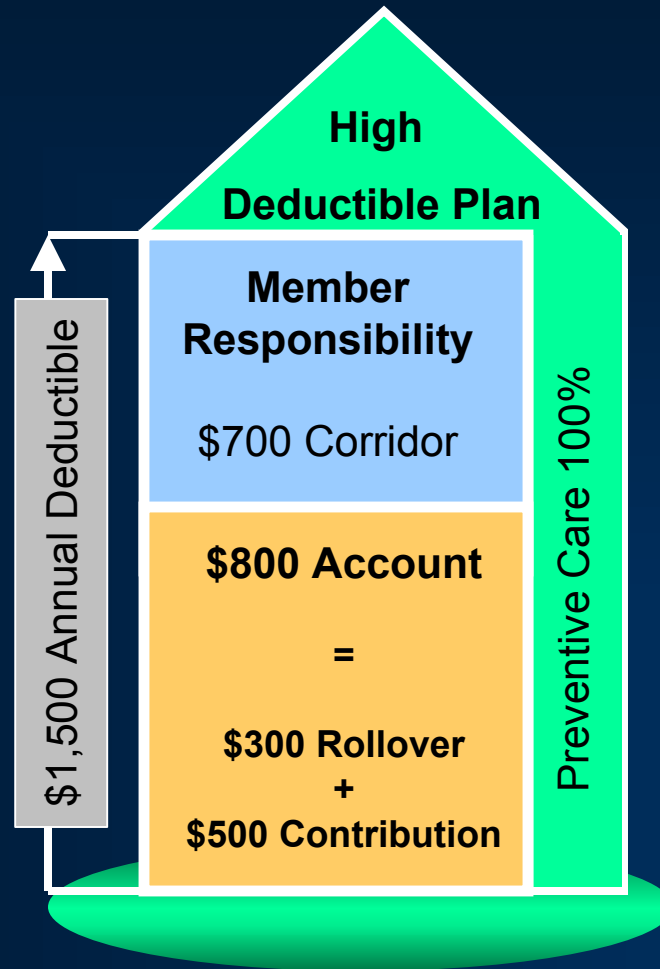 High
Deductible Plan
Member
Responsibility
$700 Corridor
$800 Account
=
$300 Rollover
+
$500 Contribution
$1,500 Annual Deductible
Preventive Care 100%